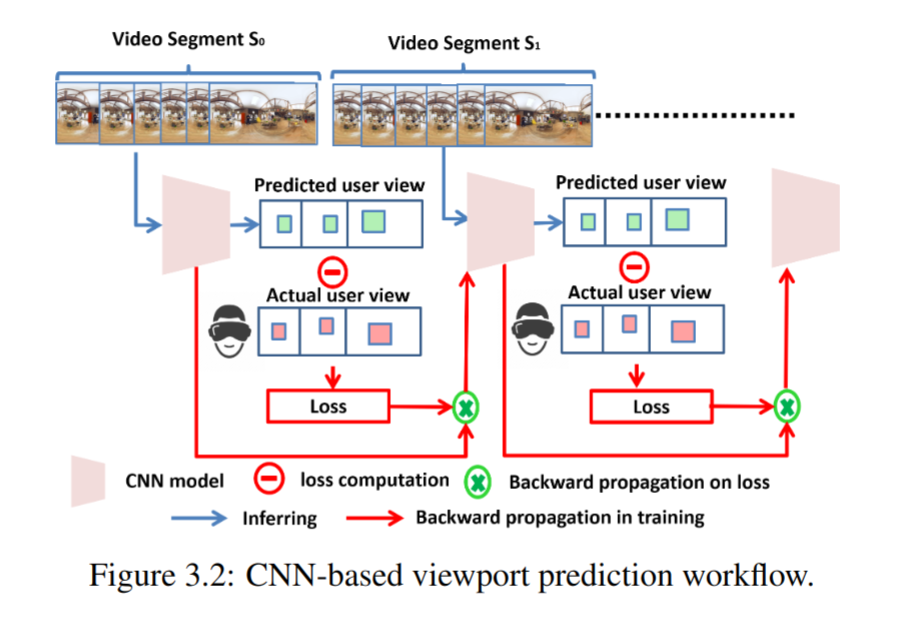 Video Segment S₀
Video Segment S₁
Predicted user view
Predicted user view
Actual user view
Actual user view
Loss
Loss
CNN model
loss computation
Backward propagation on loss
Inferring
Backward propagation in training
Figure 3.2: CNN-based viewport prediction workflow.